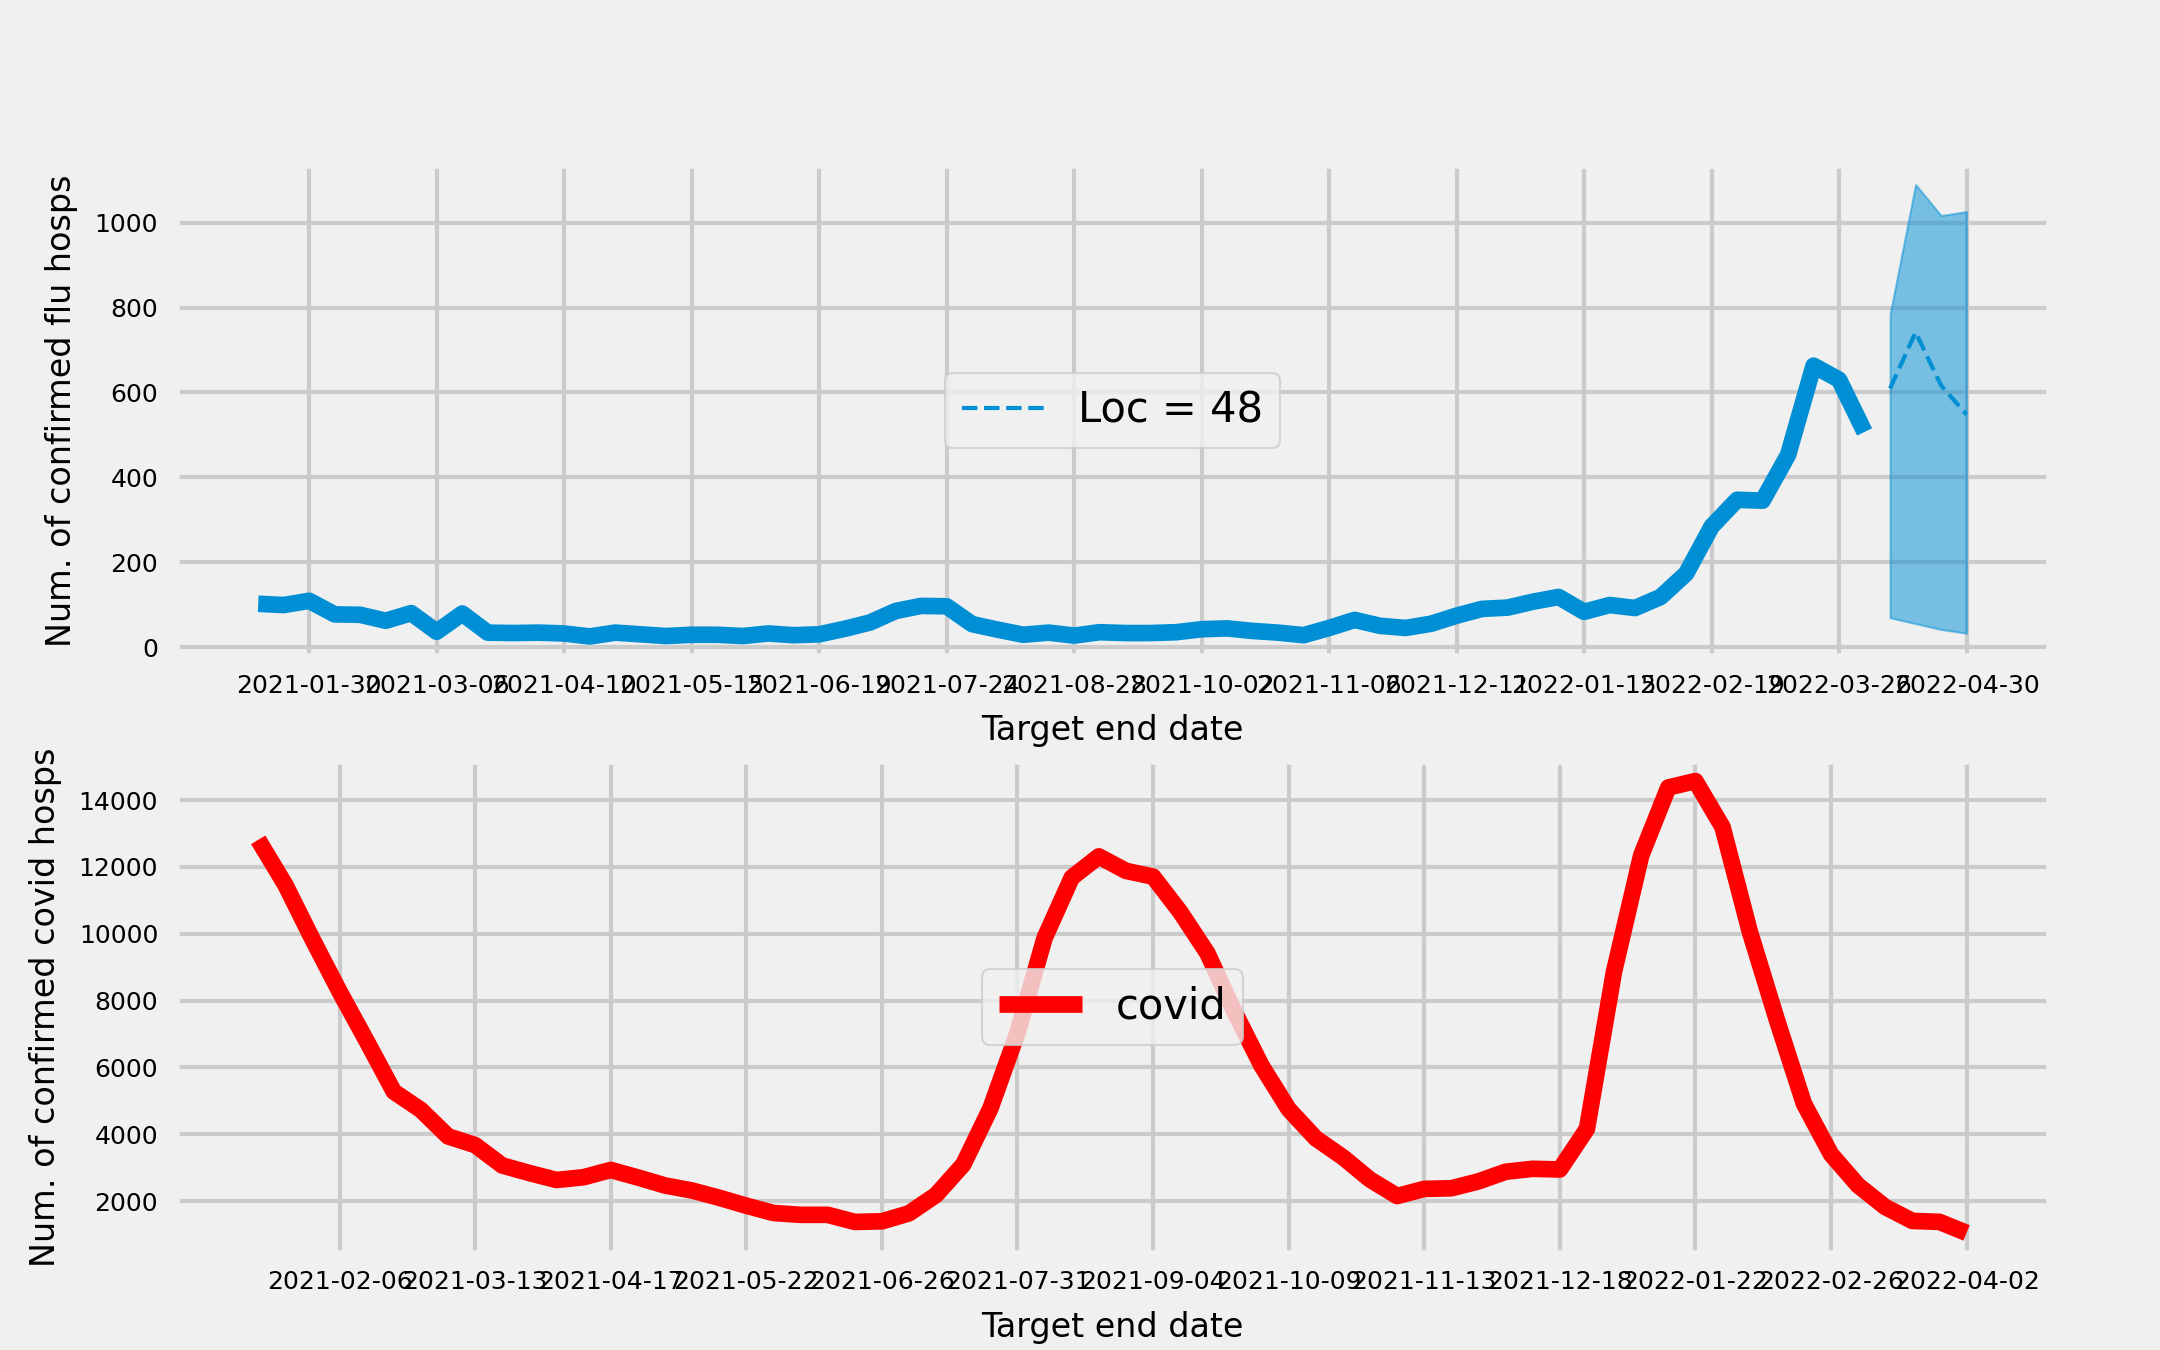 Num. of confirmed flu hosps
1000
800
600
400
200
0
Loc = 48
2021-01-30 2021-03-06 2021-04-10 2021-05-15 2021-06-19 2021-07-24 2021-08-28 2021-10-02 2021-11-06 2021-12-11 2022-01-15 2022-02-19 2022-03-26 2022-04-30
Target end date
Num. of confirmed covid hosps
14000
12000
10000
8000
6000
4000
2000
covid
2021-02-06 2021-03-13 2021-04-17 2021-05-22 2021-06-26 2021-07-31 2021-09-04 2021-10-09 2021-11-13 2021-12-18 2022-01-22 2022-02-26 2022-04-02
Target end date